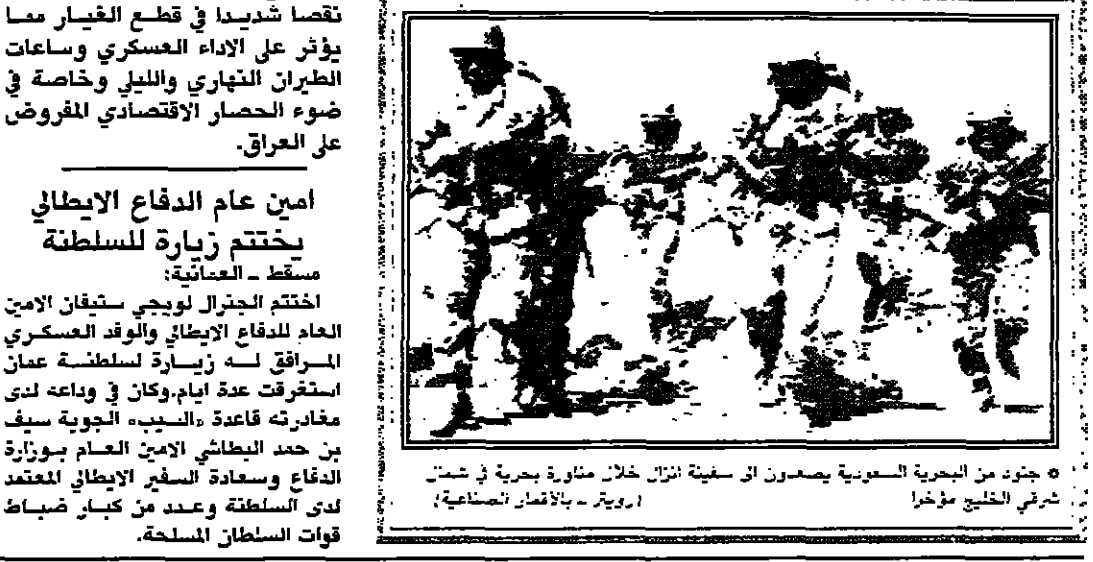 نقصا شديدا في قطع الغيار مما
يؤثر على الاداء العسكري وساعات
الطيران النهاري والليلي وخاصة في
ضوء الحصار الاقتصادي المفروض
على العراق.
امين عام الدفاع الايطالي
يختتم زيارة للسلطنة
مسقط - العمانية:
اختتم الجنرال لويجي ستيفان الامين
العام للدفاع الايطالي والوفد العسكري
المرافق له زيارة لسلطنة عمان
استغرقت عدة ايام.وكان في وداعه لدى
مغادرته قاعدة «السيب» الجوية سيف
بن حمد البطاشي الامين العام بوزارة
الدفاع وسعادة السفير الايطالي المعتمد
لدى السلطنة وعدد من كبار ضباط
قوات السلطان المسلحة.
جنود من البحرية السعودية يصعدون الى سفينة انزال خلال مناورة بحرية في شمال
شرقي الخليج مؤخرا (رويتر - بالأقمار الصناعية)